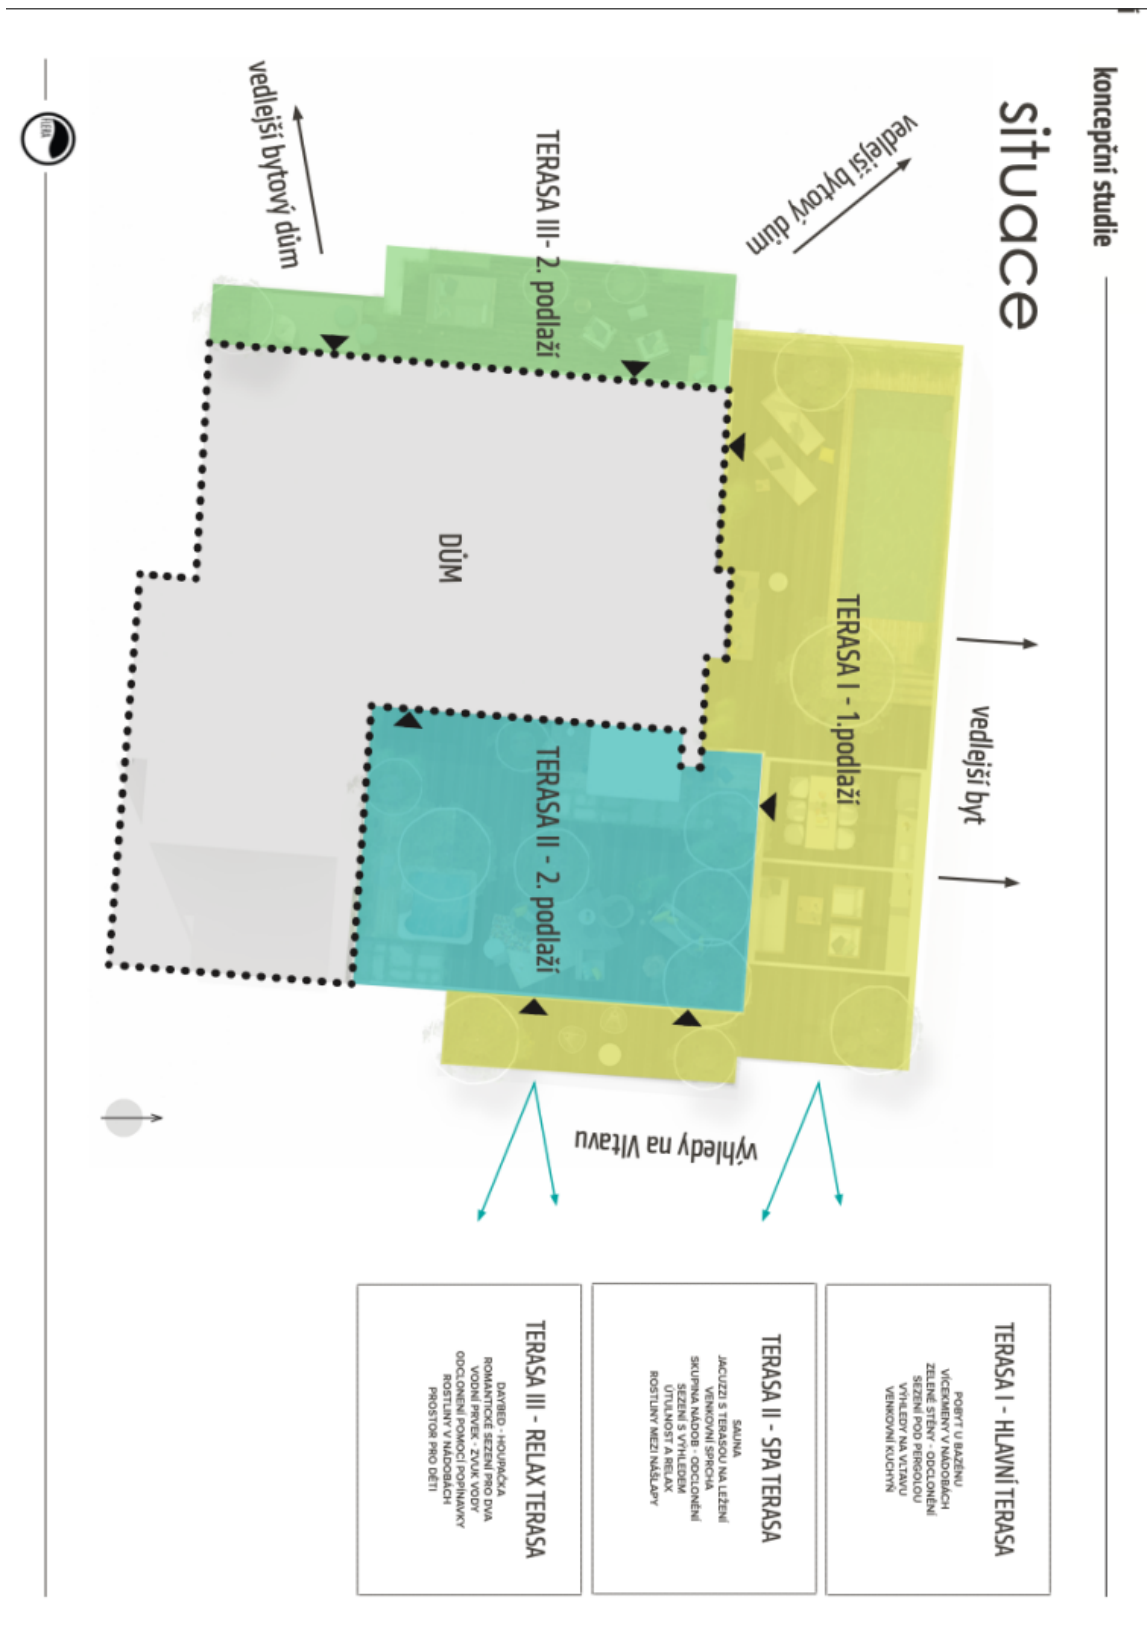 koncepční studie
situace
vedlejší bytový dům
TERASA III- 2. podlaží
vedlejší bytový dům
DŮM
TERASA I - 1.podlaží
vedlejší byt
TERASA II - 2. podlaží
výhledy na Vltavu
TERASA I - HLAVNÍ TERASA
POBYT U BAZÉNU
VÍCEKMENY V NÁDOBÁCH
ZELENÉ STĚNY - ODCLONĚNÍ
SEZENÍ POD PERGOLOU
VÝHLEDY NA VLTAVU
VENKOVNÍ KUCHYŇ
TERASA II - SPA TERASA
SAUNA
JACUZZI S TERASOU NA LEŽENÍ
VENKOVNÍ SPRCHA
SKUPINA NÁDOB - ODCLONĚNÍ
SEZENÍ S VÝHLEDEM
ÚTULNOST A RELAX
ROSTLINY MEZI NÁŠLAPY
TERASA III - RELAX TERASA
DAYBED - HOUPAČKA
ROMANTICKÉ SEZENÍ PRO DVA
VODNÍ PRVEK - ZVUK VODY
ODCLONENÍ POMOCÍ POPÍNAVKY
ROSTLINY V NÁDOBÁCH
PROSTOR PRO DĚTI
FLERA